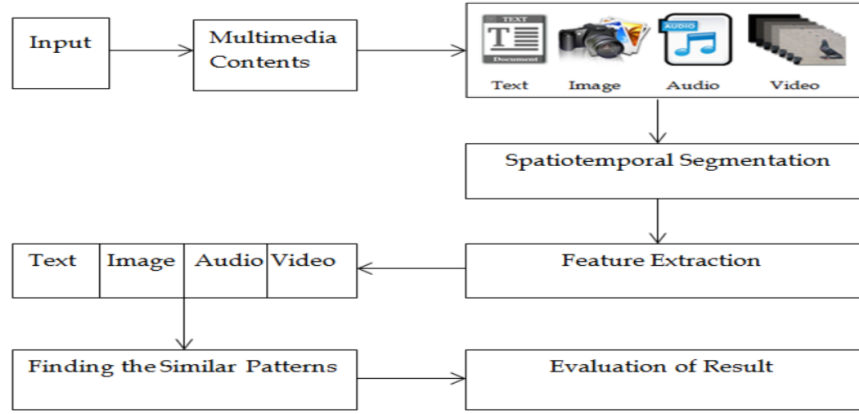 Input
Multimedia
Contents
TEXT
T
Document
AUDIO
Text Image Audio Video
Spatiotemporal Segmentation
Feature Extraction
Text Image Audio Video
Finding the Similar Patterns
Evaluation of Result